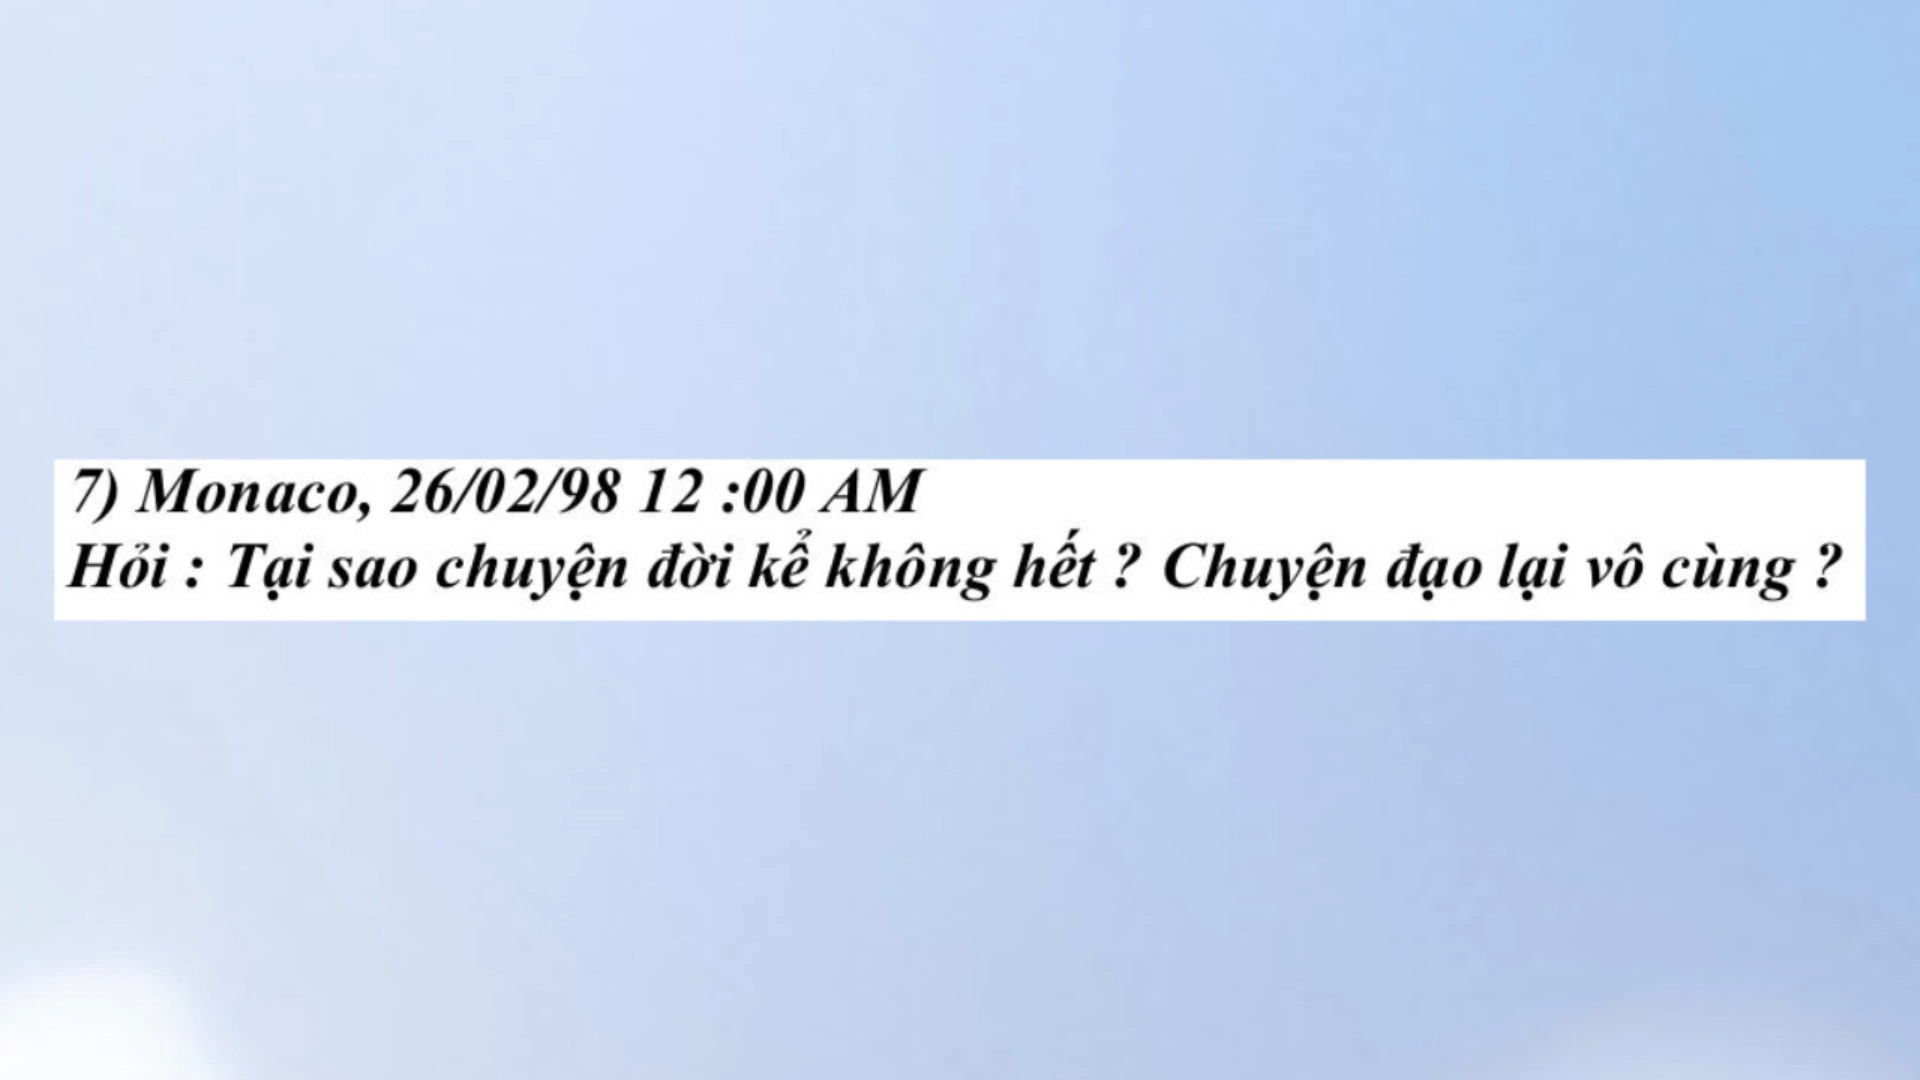 7) Monaco, 26/02/98 12 :00 AM
Hỏi : Tại sao chuyện đời kể không hết ? Chuyện đạo lại vô cùng ?